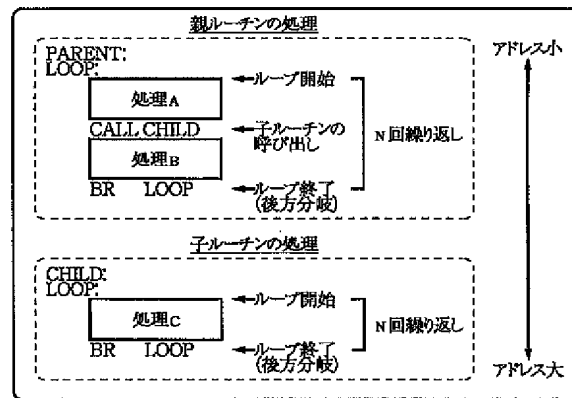 親ルーチンの処理
PARENT:
LOOP:
処理A
CALL CHILD
処理B
BR LOOP
←ループ開始
←子ルーチンの
呼び出し
←ループ終了
(後方分岐)
N回繰り返し
子ルーチンの処理
CHILD:
LOOP:
処理C
BR LOOP
←ループ開始
←ループ終了
(後方分岐)
N回繰り返し
アドレス小
アドレス大